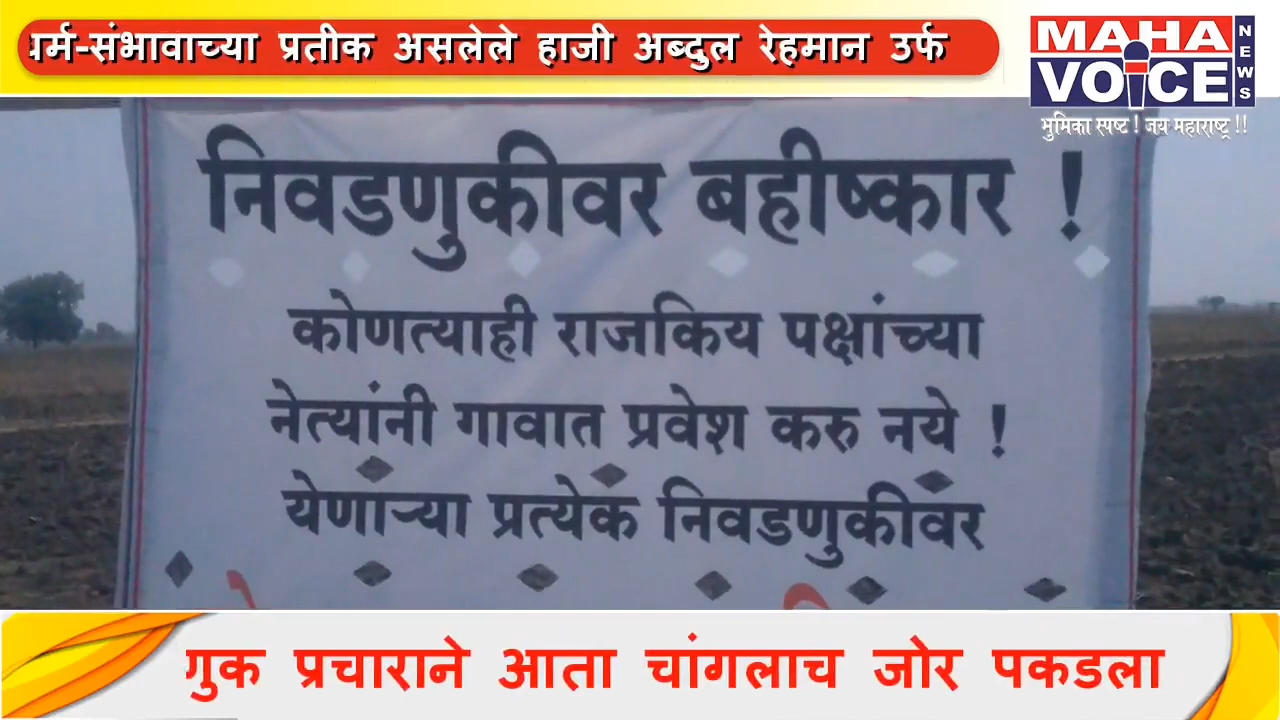 धर्म-संभावाच्या प्रतीक असलेले हाजी अब्दुल रेहमान उर्फ
MAHA
VOICE
NEWS
भुमिका स्पष्ट ! जय महाराष्ट्र !!
निवडणुकीवर बहीष्कार !
कोणत्याही राजकिय पक्षांच्या
नेत्यांनी गावात प्रवेश करु नये !
येणाऱ्या प्रत्येक निवडणुकीवर
गुक प्रचाराने आता चांगलाच जोर पकडला